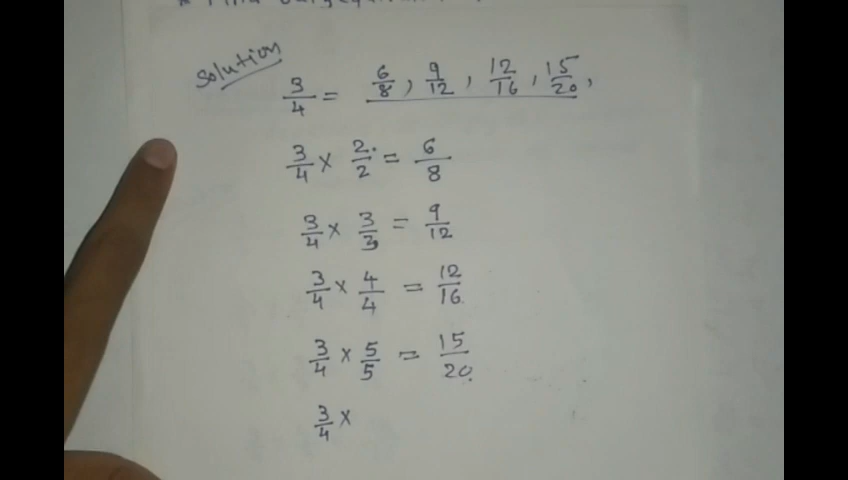 Solution
3/4 = 6/8, 9/12, 12/16, 15/20,
3/4 × 2/2 = 6/8
3/4 × 3/3 = 9/12
3/4 × 4/4 = 12/16
3/4 × 5/5 = 15/20
3/4 ×